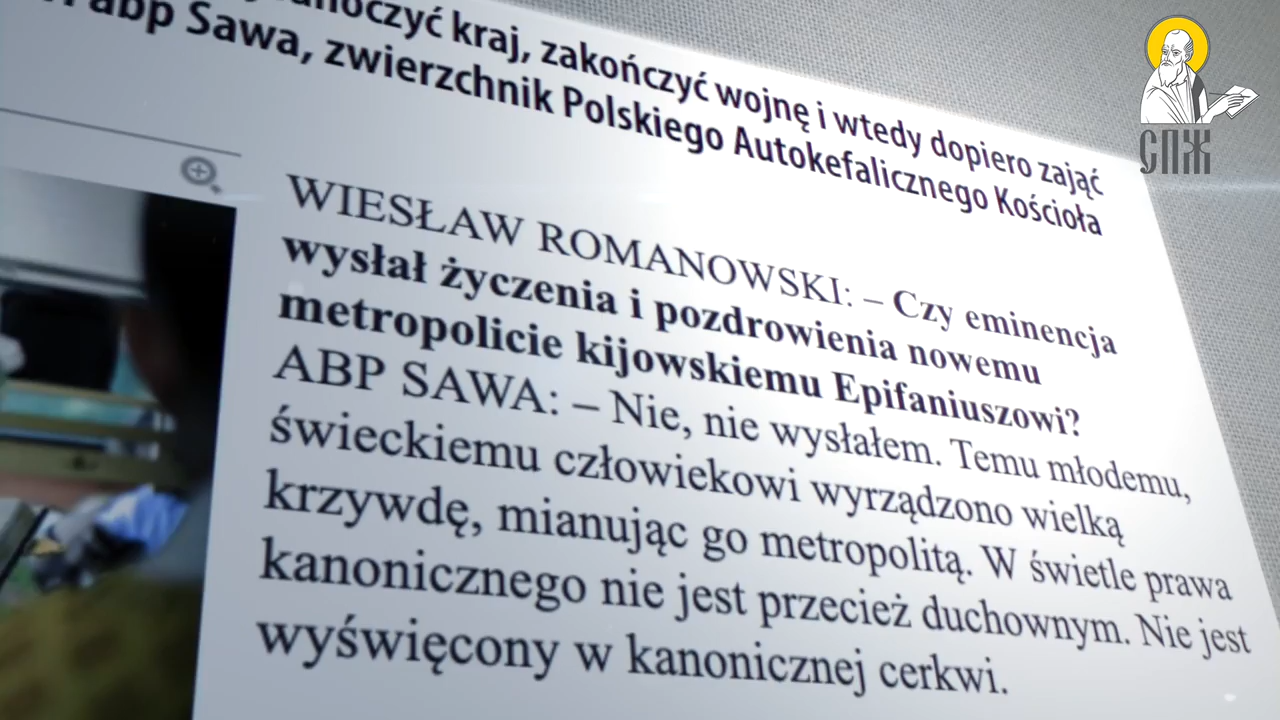 kraj, zakończyć wojnę i wtedy dopiero zająć
abp Sawa, zwierzchnik Polskiego Autokefalicznego Kościoła
WIESŁAW ROMANOWSKI: – Czy eminencja
wysłał życzenia i pozdrowienia nowemu
metropolicie kijowskiemu Epifaniuszowi?
ABP SAWA: – Nie, nie wysłałem. Temu młodemu,
świeckiemu człowiekowi wyrządzono wielką
krzywdę, mianując go metropolitą. W świetle prawa
kanonicznego nie jest przecież duchownym. Nie jest
wyświęcony w kanonicznej cerkwi.
СПЖ